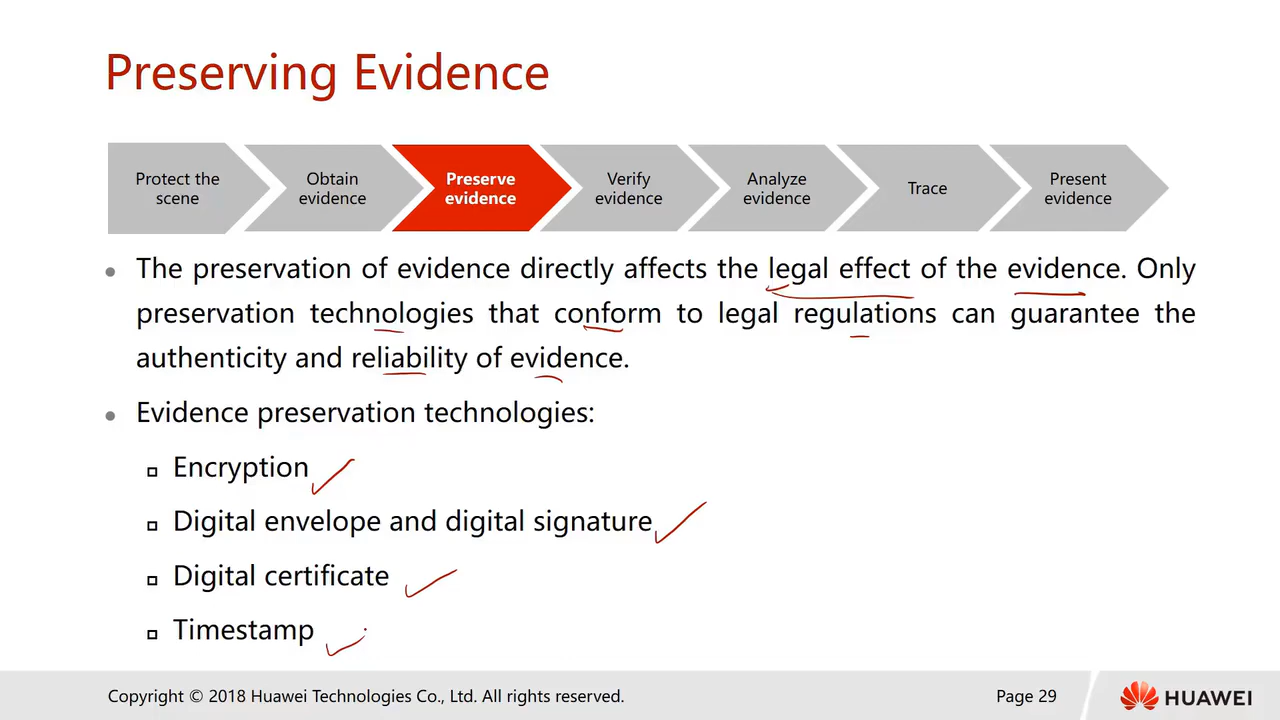 Preserving Evidence
Protect the
scene
Obtain
evidence
Preserve
evidence
Verify
evidence
Analyze
evidence
Trace
Present
evidence
The preservation of evidence directly affects the legal effect of the evidence. Only
preservation technologies that conform to legal regulations can guarantee the
authenticity and reliability of evidence.
Evidence preservation technologies:
Encryption
Digital envelope and digital signature
Digital certificate
Timestamp
Copyright © 2018 Huawei Technologies Co., Ltd. All rights reserved.
Page 29
HUAWEI